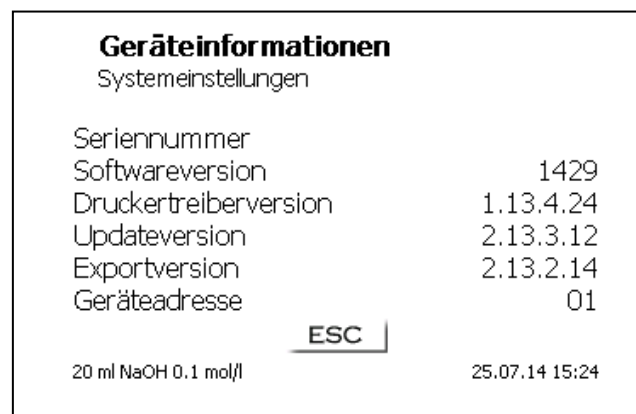 Geräteinformationen
Systemeinstellungen
Seriennummer
Softwareversion 1429
Druckertreiberversion 1.13.4.24
Updateversion 2.13.3.12
Exportversion 2.13.2.14
Geräteadresse 01
ESC
20 ml NaOH 0.1 mol/l 25.07.14 15:24